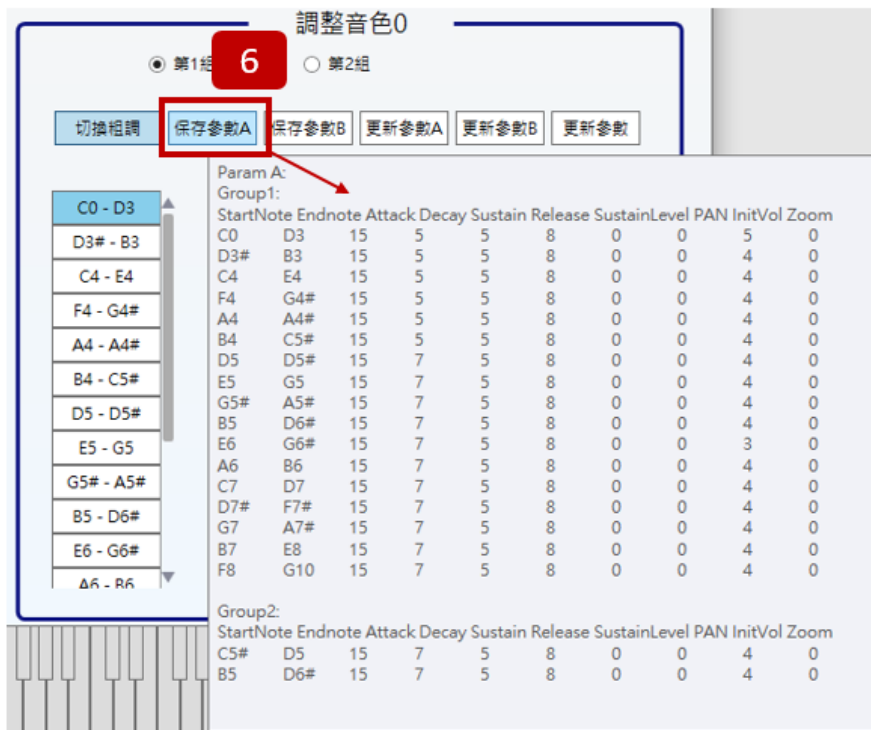 調整音色0
第1組 6 第2組
切換粗調 保存參數A 保存參數B 更新參數A 更新參數B 更新參數
C0 - D3
D3# - B3
C4 - E4
F4 - G4#
A4 - A4#
B4 - C5#
D5 - D5#
E5 - G5
G5# - A5#
B5 - D6#
E6 - G6#
A6 - B6
Param A:
Group1:
StartNote Endnote Attack Decay Sustain Release SustainLevel PAN InitVol Zoom
C0 D3 15 5 5 8 0 0 5 0
D3# B3 15 5 5 8 0 0 4 0
C4 E4 15 5 5 8 0 0 4 0
F4 G4# 15 5 5 8 0 0 4 0
A4 A4# 15 5 5 8 0 0 4 0
B4 C5# 15 5 5 8 0 0 4 0
D5 D5# 15 7 5 8 0 0 4 0
E5 G5 15 7 5 8 0 0 4 0
G5# A5# 15 7 5 8 0 0 4 0
B5 D6# 15 7 5 8 0 0 4 0
E6 G6# 15 7 5 8 0 0 3 0
A6 B6 15 7 5 8 0 0 4 0
C7 D7 15 7 5 8 0 0 4 0
D7# F7# 15 7 5 8 0 0 4 0
G7 A7# 15 7 5 8 0 0 4 0
B7 E8 15 7 5 8 0 0 4 0
F8 G10 15 7 5 8 0 0 4 0
Group2:
StartNote Endnote Attack Decay Sustain Release SustainLevel PAN InitVol Zoom
C5# D5 15 7 5 8 0 0 4 0
B5 D6# 15 7 5 8 0 0 4 0